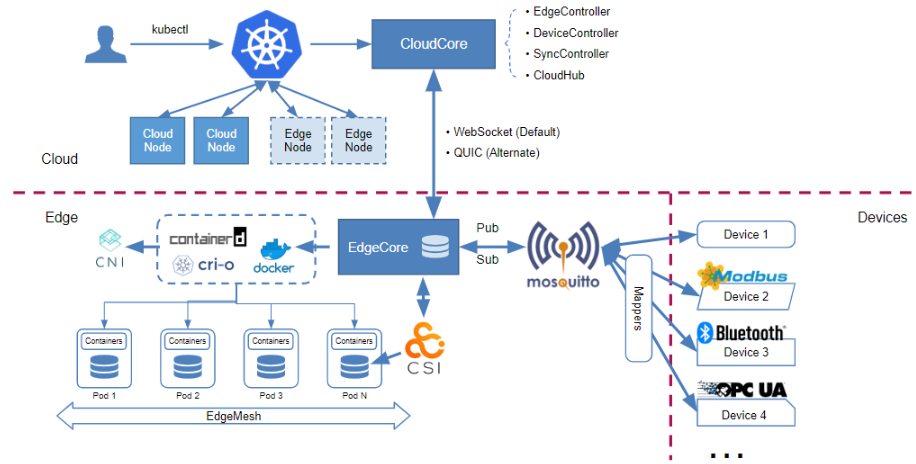 kubectl
CloudCore
EdgeController
DeviceController
SyncController
CloudHub
Cloud
Node
Cloud
Node
Edge
Node
Edge
Node
WebSocket (Default)
QUIC (Alternate)
Cloud
Edge
Devices
CNI
containerd
cri-o
docker
EdgeCore
Pub
Sub
mosquitto
Mappers
Device 1
Modbus
Device 2
Bluetooth®
Device 3
OPC UA
Device 4
CSI
Containers
Containers
Containers
Containers
Pod 1
Pod 2
Pod 3
Pod N
EdgeMesh